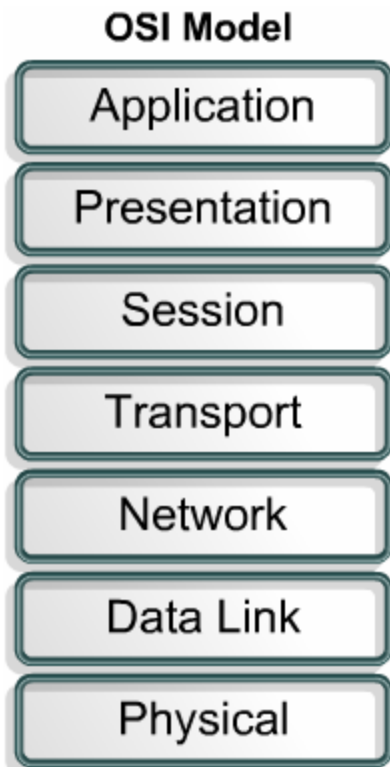 OSI Model
Application
Presentation
Session
Transport
Network
Data Link
Physical